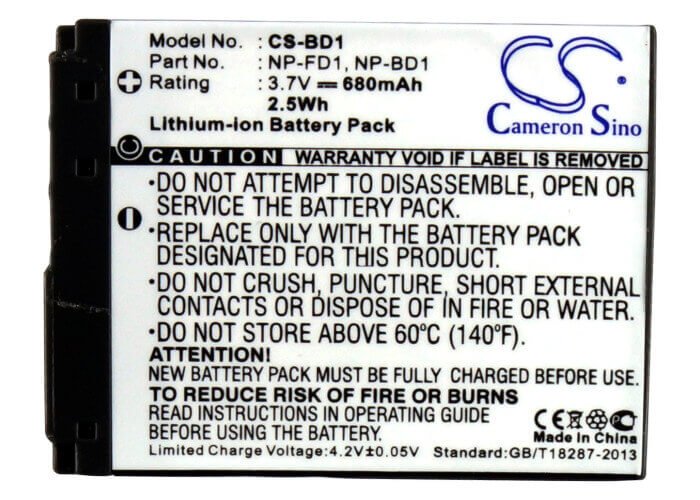 Model No. : CS-BD1
Part No. : NP-FD1, NP-BD1
Rating : 3.7V ⎓ 680mAh
2.5Wh
Lithium-ion Battery Pack
CS
Cameron Sino
CAUTION WARRANTY VOID IF LABEL IS REMOVED
•DO NOT ATTEMPT TO DISASSEMBLE, OPEN OR
SERVICE THE BATTERY PACK.
•REPLACE ONLY WITH A BATTERY DESIGNATED
FOR THIS PRODUCT.
•DO NOT CRUSH, PUNCTURE, SHORT EXTERNAL
CONTACTS OR DISPOSE OF IN FIRE OR WATER.
•DO NOT STORE ABOVE 60ºC (140ºF).
ATTENTION!
NEW BATTERY PACK MUST BE FULLY CHARGED BEFORE USE.
TO REDUCE RISK OF FIRE OR BURNS
READ INSTRUCTIONS IN OPERATING GUIDE
BEFORE USING THIS BATTERY PACK
CE
Made In China
Limited Charge Voltage:4.2V±0.05V Standard:GB/T18287-2013